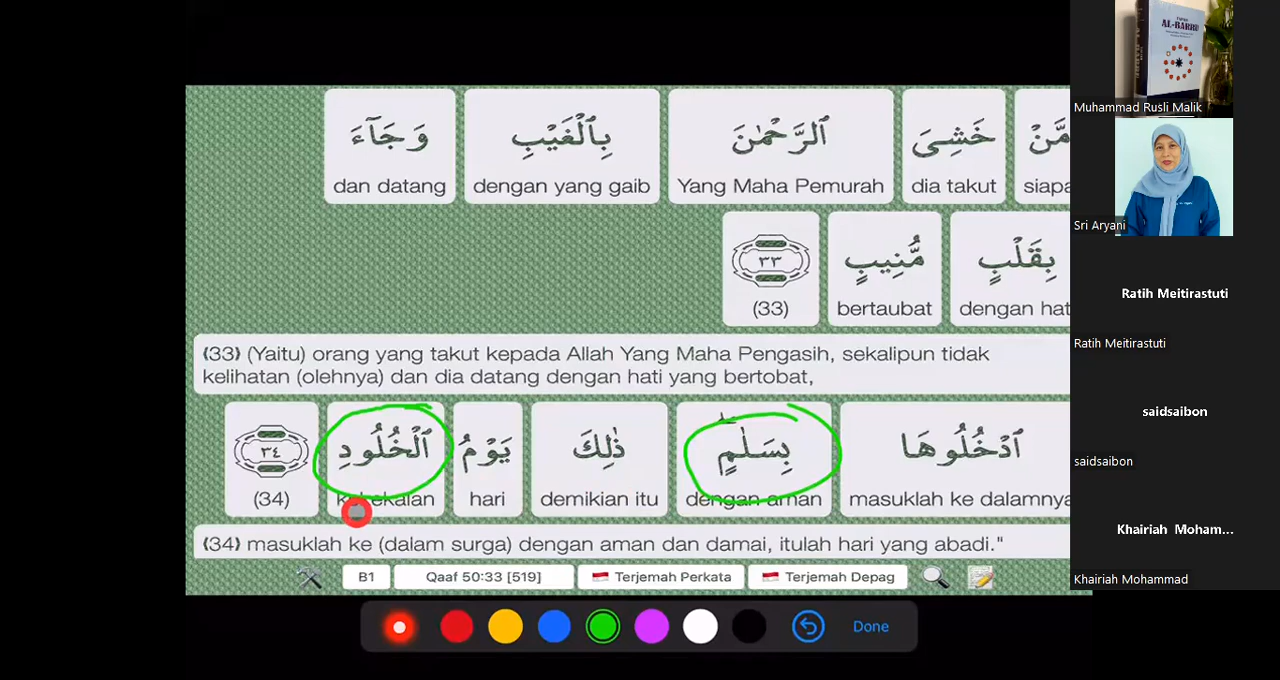 مَّنْ خَشِىَ ٱلرَّحْمَٰنَ بِٱلْغَيْبِ وَجَآءَ
siapa dia takut Yang Maha Pemurah dengan yang gaib dan datang
بِقَلْبٍ مُّنِيبٍ ٣٣
dengan hat bertaubat (33)
(33) (Yaitu) orang yang takut kepada Allah Yang Maha Pengasih, sekalipun tidak
kelihatan (olehnya) dan dia datang dengan hati yang bertobat,
ٱدْخُلُوهَا بِسَلَٰمٍ ۖ ذَٰلِكَ يَوْمُ ٱلْخُلُودِ ٣٤
masuklah ke dalamnya dengan aman demikian itu hari kekekalan (34)
(34) masuklah ke (dalam surga) dengan aman dan damai, itulah hari yang abadi."
B1 Qaaf 50:33 [519] Terjemah Perkata Terjemah Depag
Done
AL-BARRU
Muhammad Rusli Malik
Sri Aryani
Ratih Meitirastuti
Ratih Meitirastuti
saidsaibon
saidsaibon
Khairiah Moham...
Khairiah Mohammad